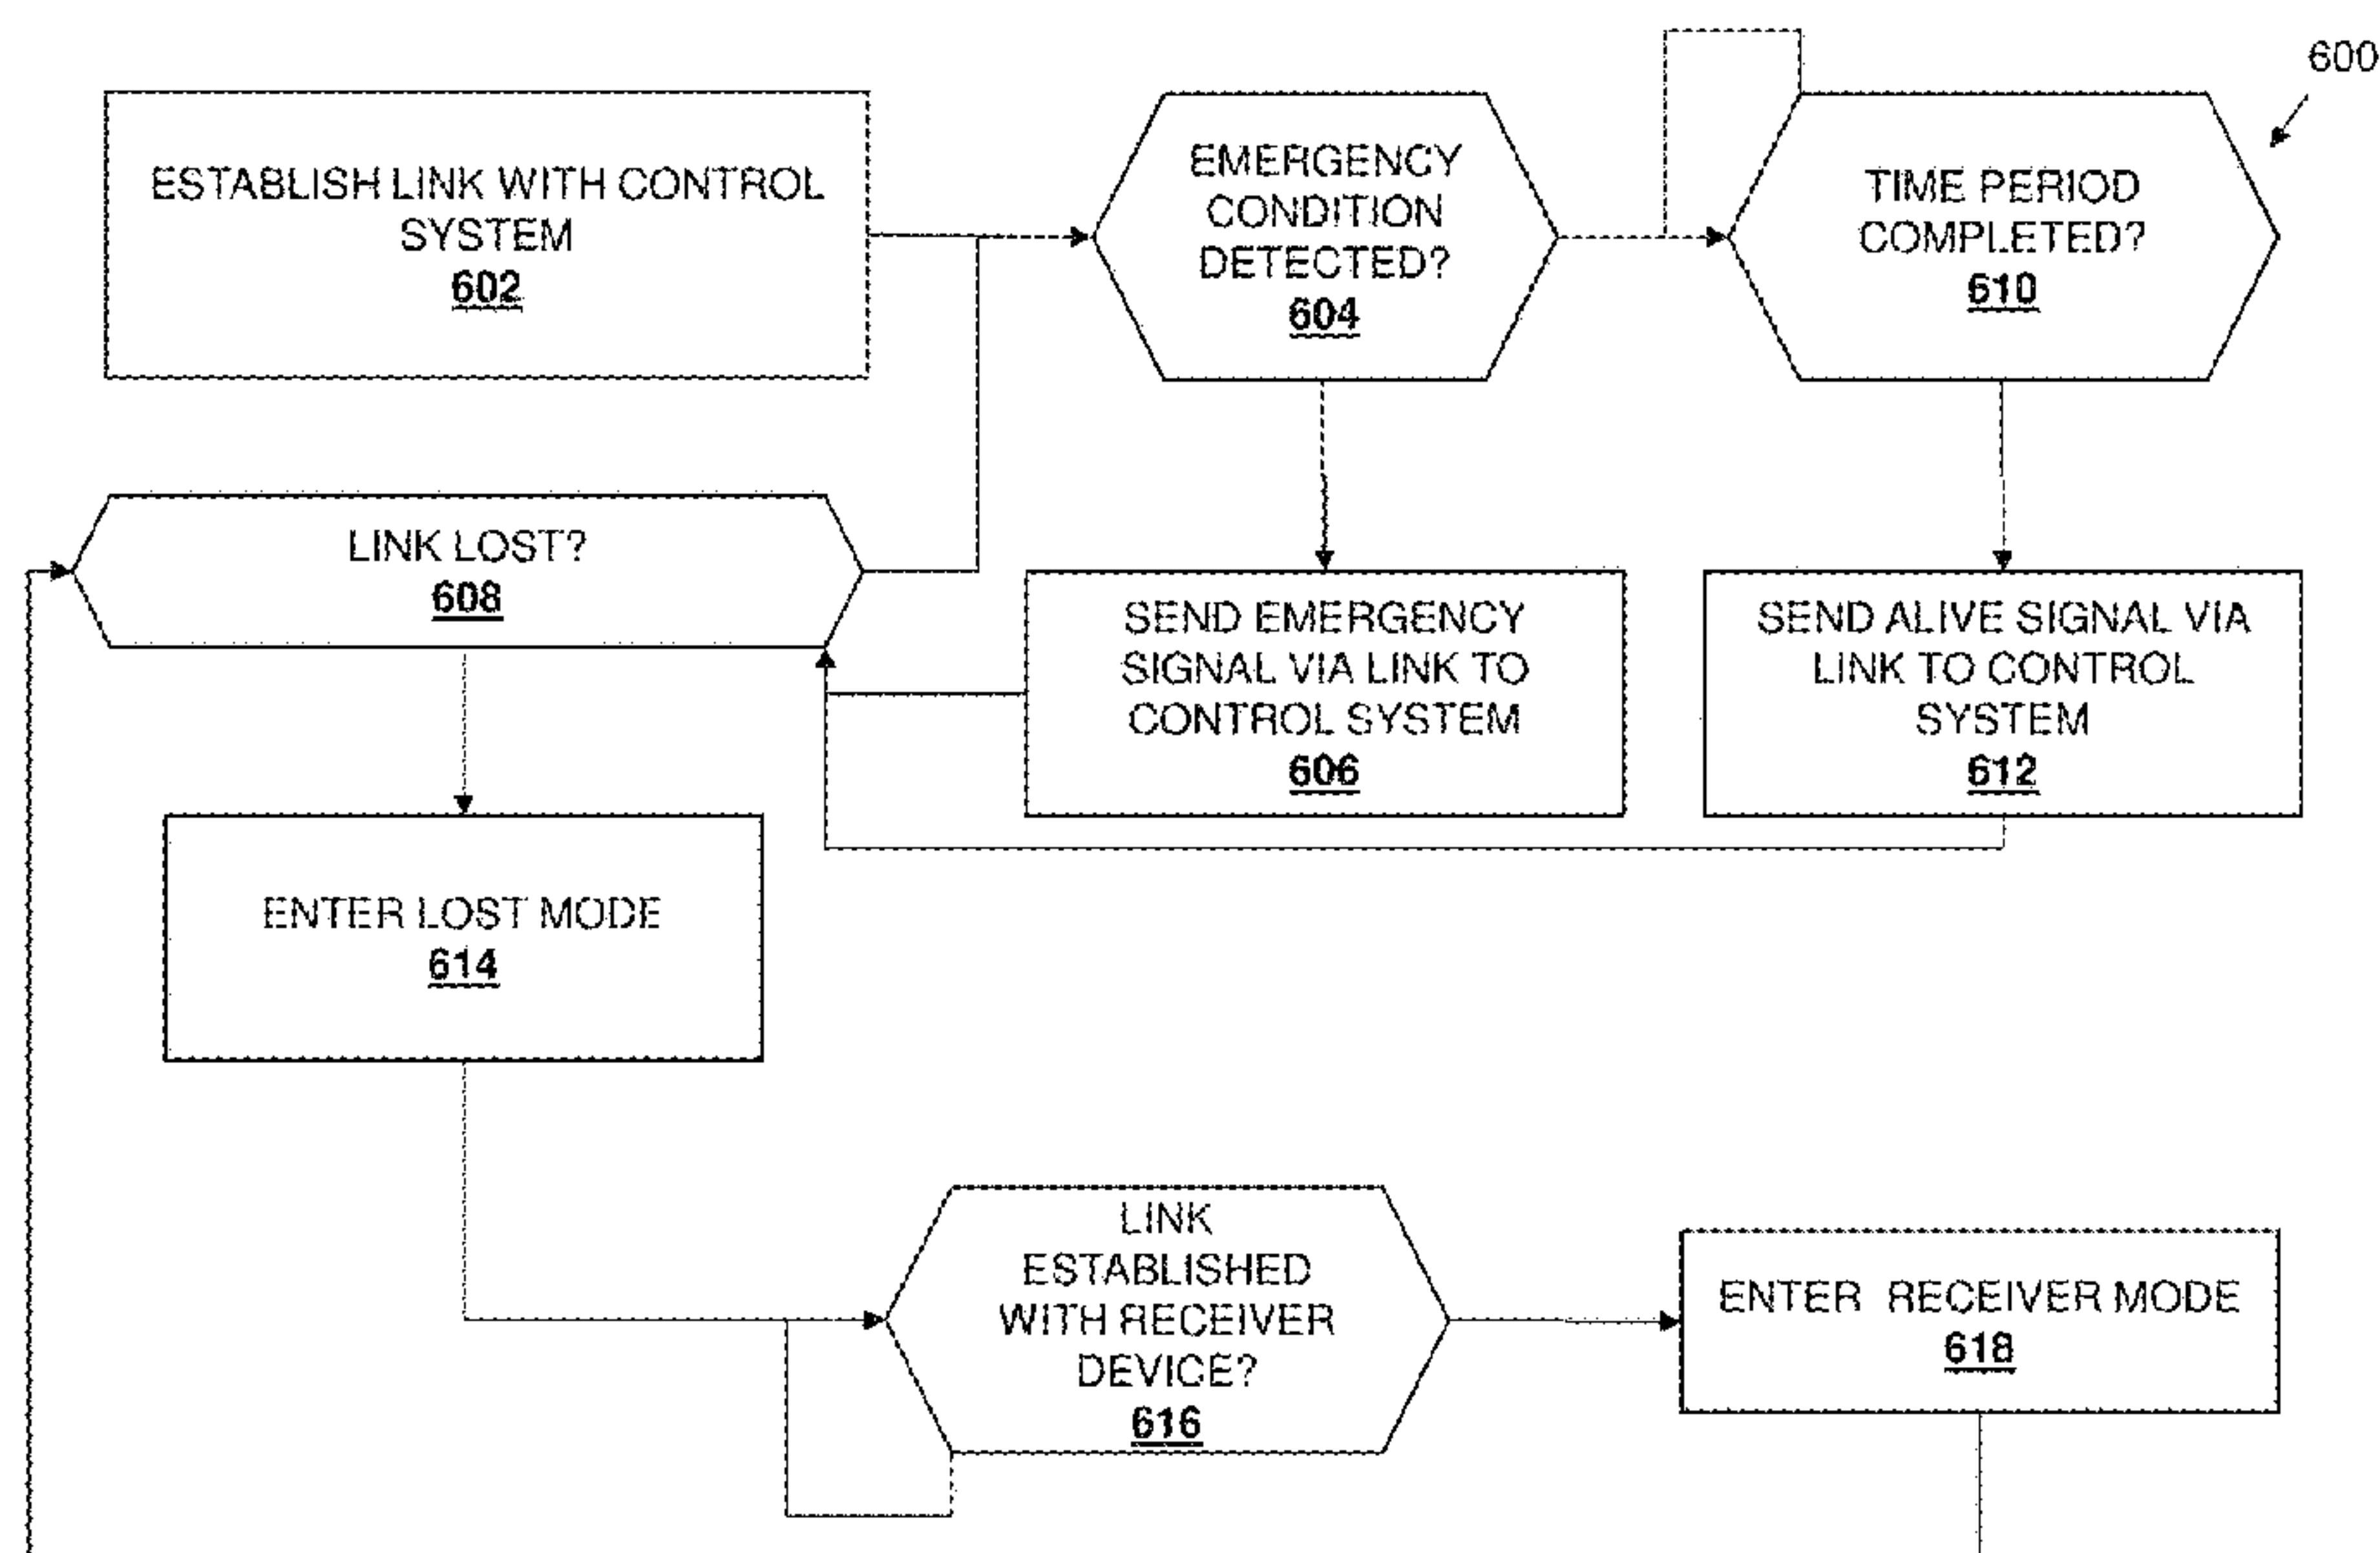 600
ESTABLISH LINK WITH CONTROL
SYSTEM
602
EMERGENCY
CONDITION
DETECTED?
604
TIME PERIOD
COMPLETED?
610
LINK LOST?
608
SEND EMERGENCY
SIGNAL VIA LINK TO
CONTROL SYSTEM
606
SEND ALIVE SIGNAL VIA
LINK TO CONTROL
SYSTEM
612
ENTER LOST MODE
614
LINK
ESTABLISHED
WITH RECEIVER
DEVICE?
616
ENTER RECEIVER MODE
618